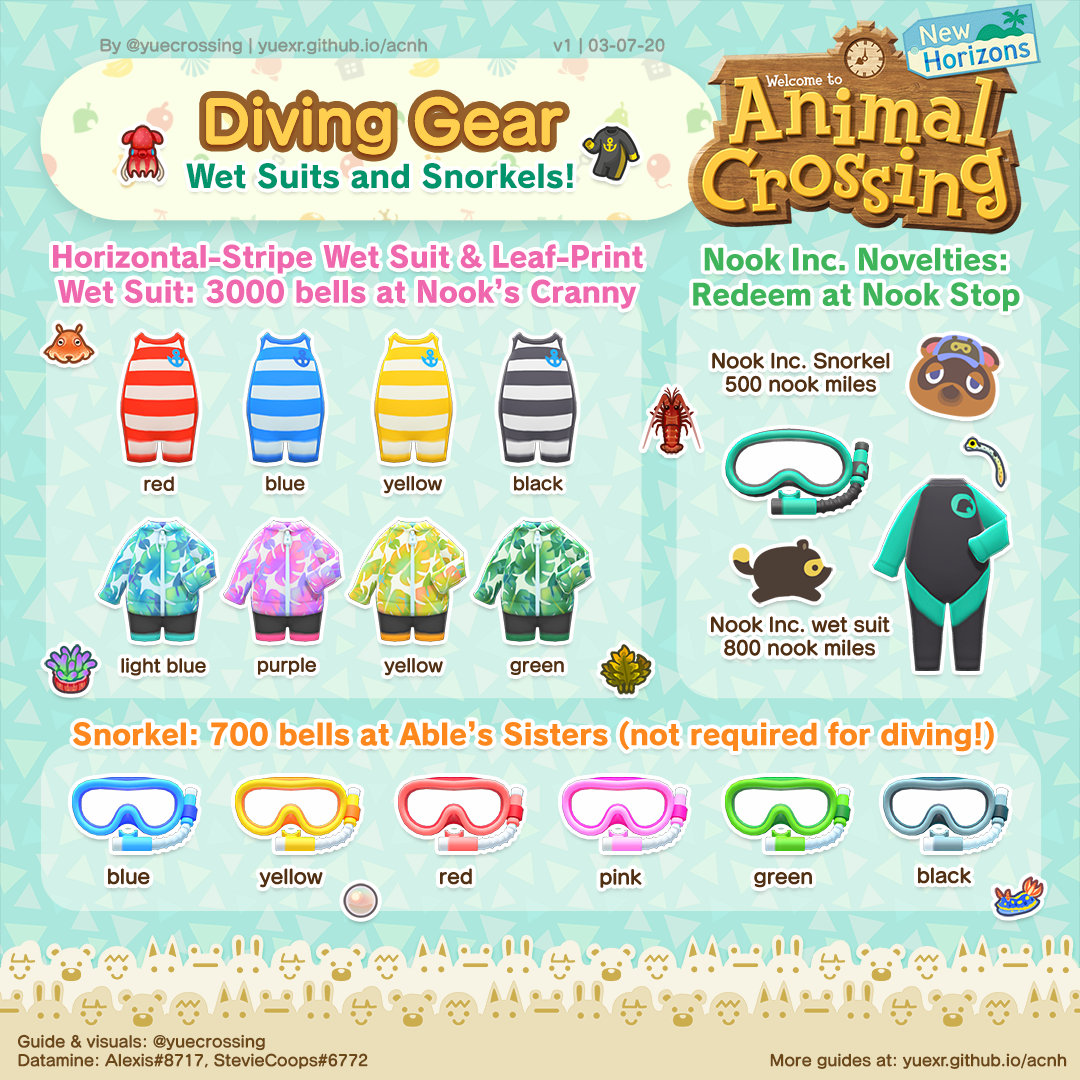 By @yuecrossing | yuexr.github.io/acnh
v1 | 03-07-20
New
Horizons
Welcome to
Animal
Crossing
Diving Gear
Wet Suits and Snorkels!
Horizontal-Stripe Wet Suit & Leaf-Print
Wet Suit: 3000 bells at Nook's Cranny
red
blue
yellow
black
light blue
purple
yellow
green
Nook Inc. Novelties:
Redeem at Nook Stop
Nook Inc. Snorkel
500 nook miles
Nook Inc. wet suit
800 nook miles
Snorkel: 700 bells at Able's Sisters (not required for diving!)
blue
yellow
red
pink
green
black
Guide & visuals: @yuecrossing
Datamine: Alexis#8717, StevieCoops#6772
More guides at: yuexr.github.io/acnh